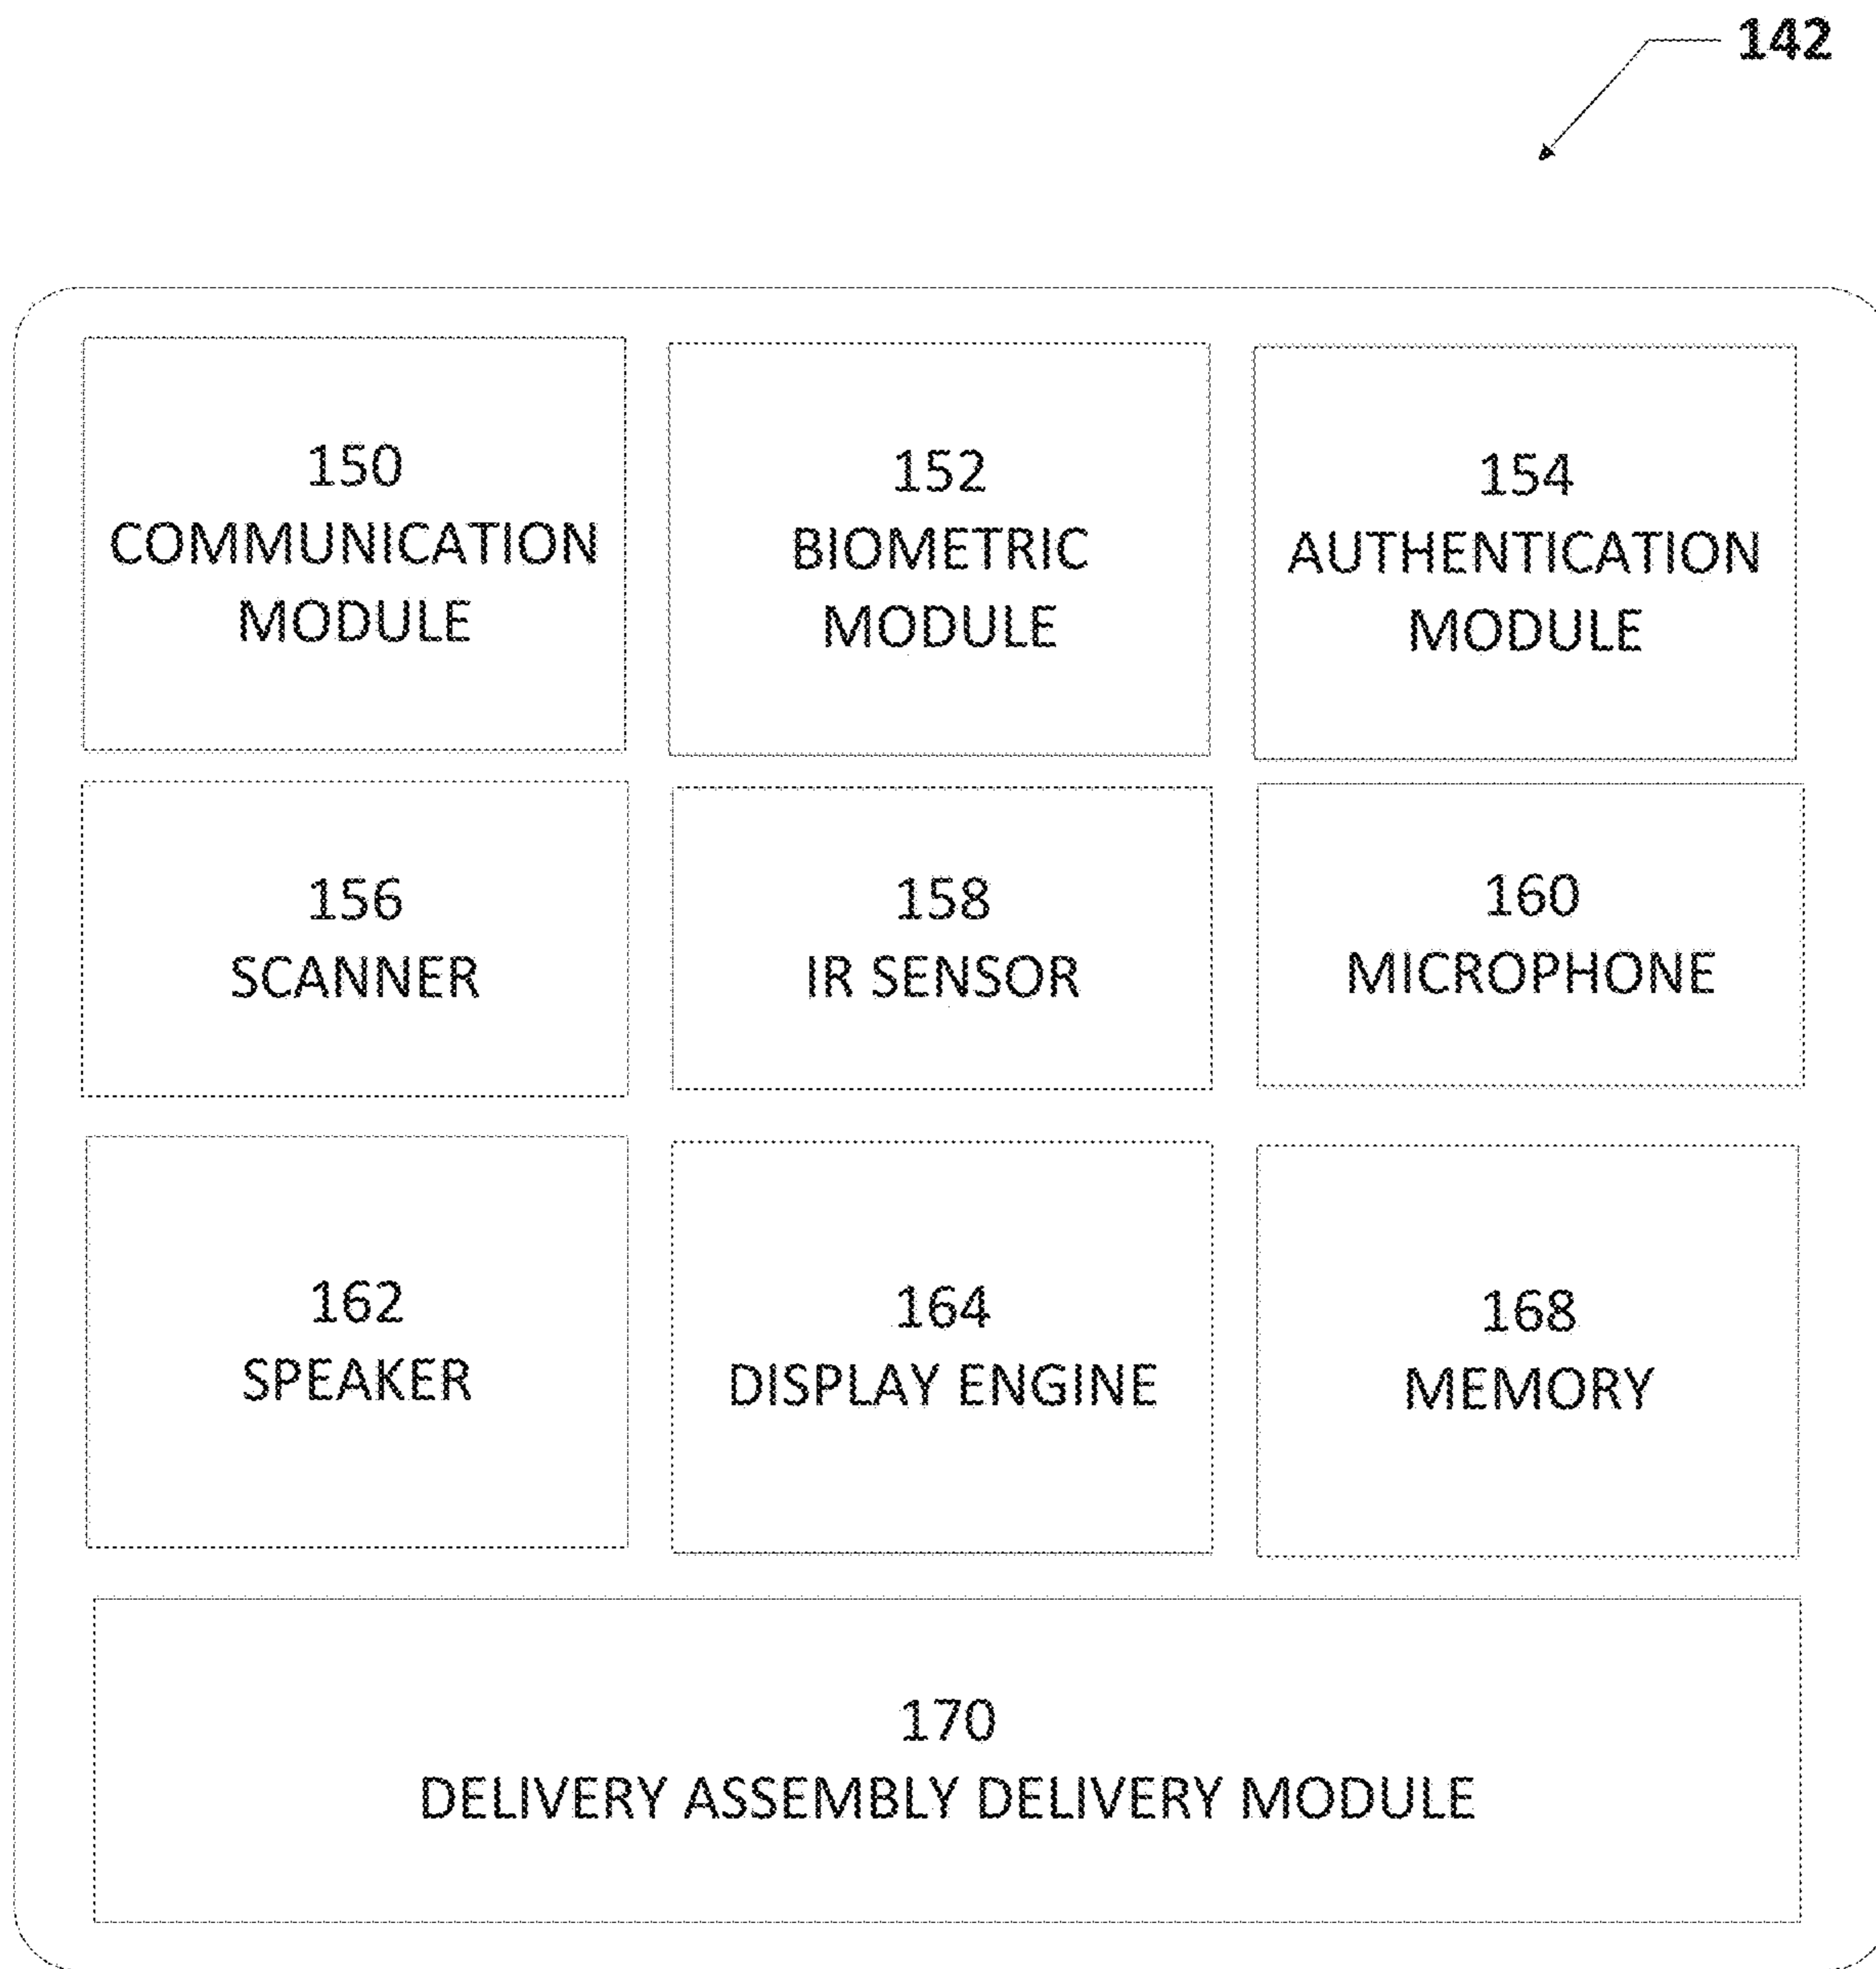 142
150
COMMUNICATION
MODULE
152
BIOMETRIC
MODULE
154
AUTHENTICATION
MODULE
156
SCANNER
158
IR SENSOR
160
MICROPHONE
162
SPEAKER
164
DISPLAY ENGINE
168
MEMORY
170
DELIVERY ASSEMBLY DELIVERY MODULE